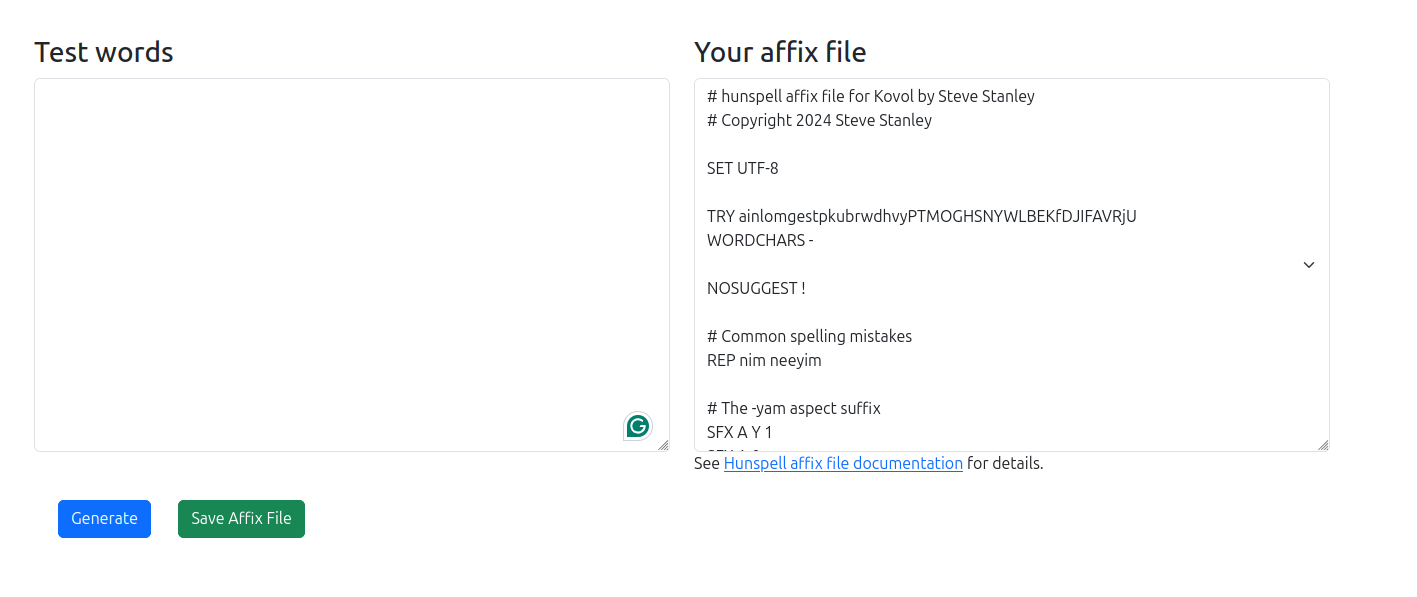 Test words
Your affix file
# hunspell affix file for Kovol by Steve Stanley
# Copyright 2024 Steve Stanley
SET UTF-8
TRY ainlomgestpkubrwdhvyPTMOGHSNYWLBEKfDJIFAVRjU
WORDCHARS -
NOSUGGEST !
# Common spelling mistakes
REP nim neeyim
# The -yam aspect suffix
SFX A Y 1
See Hunspell affix file documentation for details.
Generate
Save Affix File